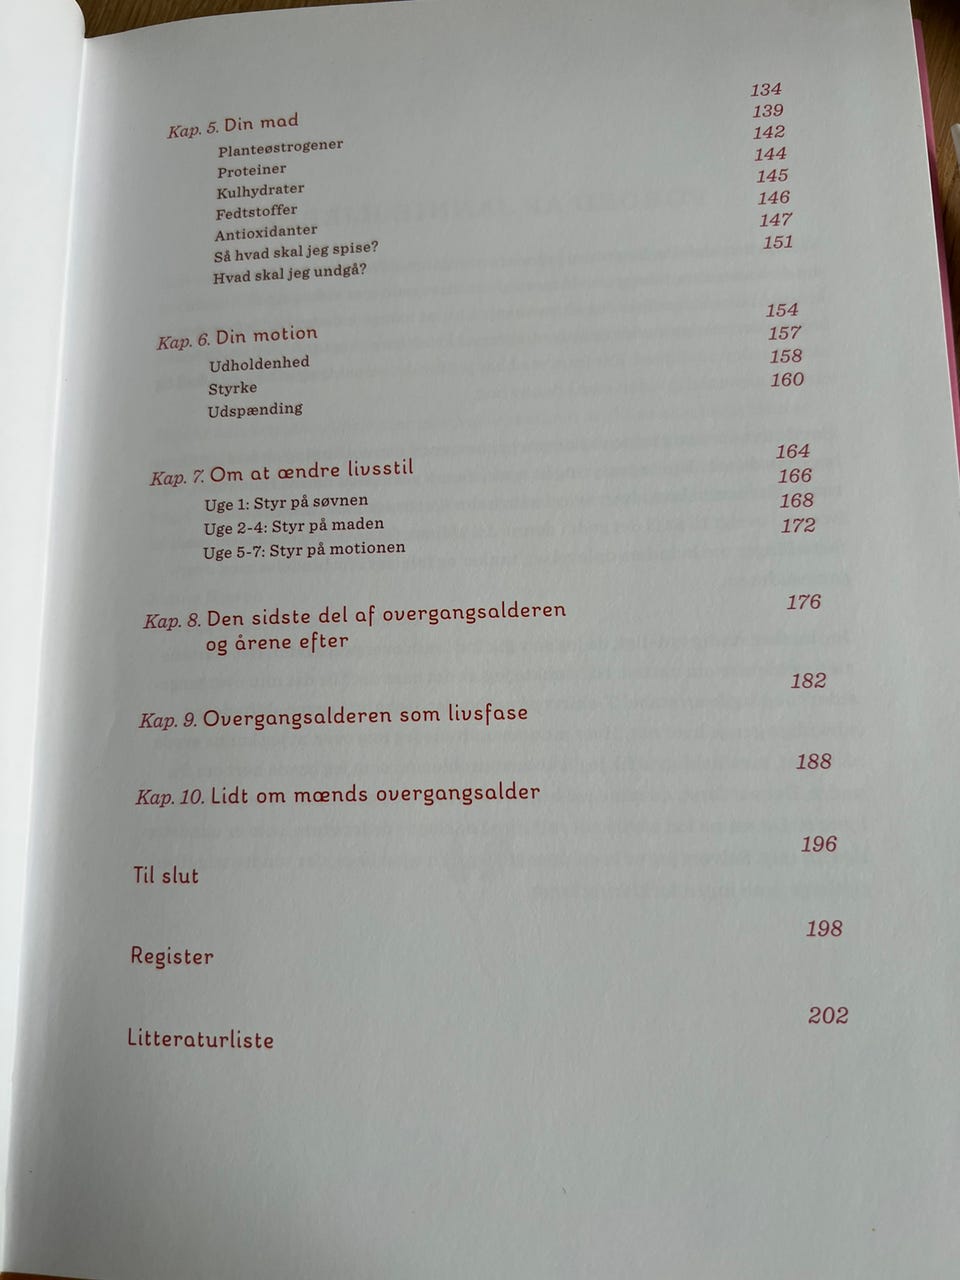 Kap. 5. Din mad 134
Planteøstrogener 139
Proteiner 142
Kulhydrater 144
Fedtstoffer 145
Antioxidanter 146
Så hvad skal jeg spise? 147
Hvad skal jeg undgå? 151
Kap. 6. Din motion 154
Udholdenhed 157
Styrke 158
Udspænding 160
Kap. 7. Om at ændre livsstil 164
Uge 1: Styr på søvnen 166
Uge 2-4: Styr på maden 168
Uge 5-7: Styr på motionen 172
Kap. 8. Den sidste del af overgangsalderen 176
og årene efter
Kap. 9. Overgangsalderen som livsfase 182
Kap. 10. Lidt om mænds overgangsalder 188
Til slut 196
Register 198
Litteraturliste 202